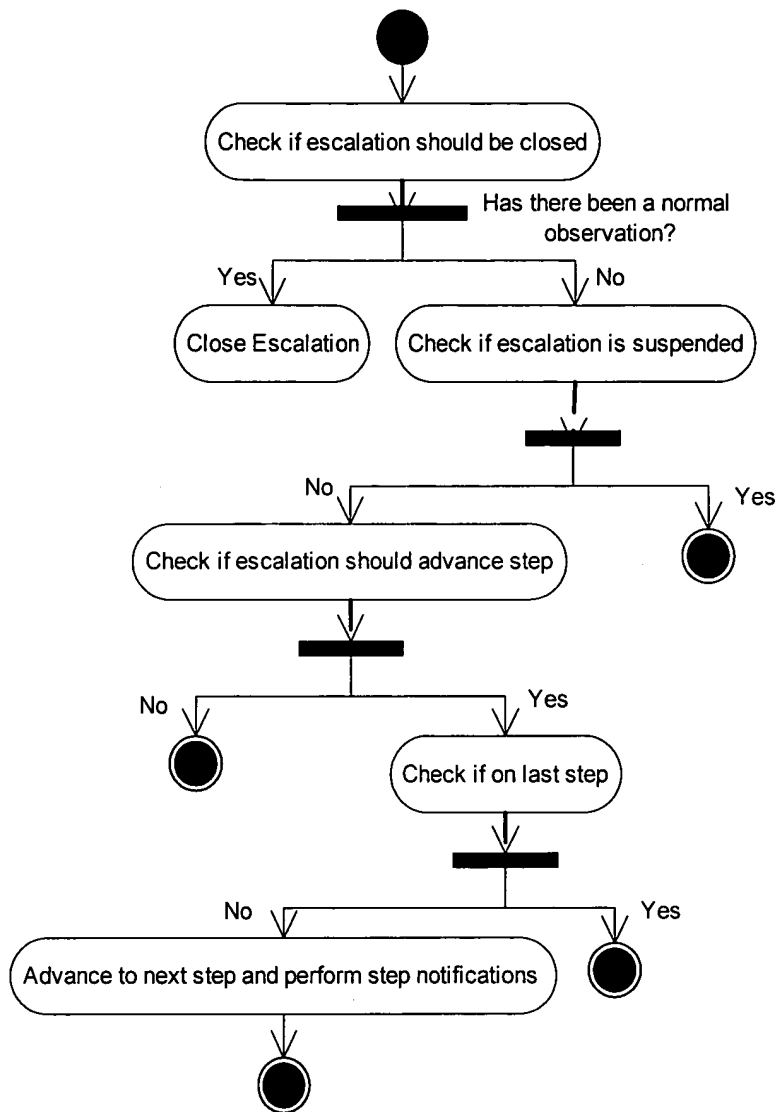 Check if escalation should be closed
Has there been a normal
observation?
Yes
No
Close Escalation
Check if escalation is suspended
No
Yes
Check if escalation should advance step
No
Yes
Check if on last step
No
Yes
Advance to next step and perform step notifications